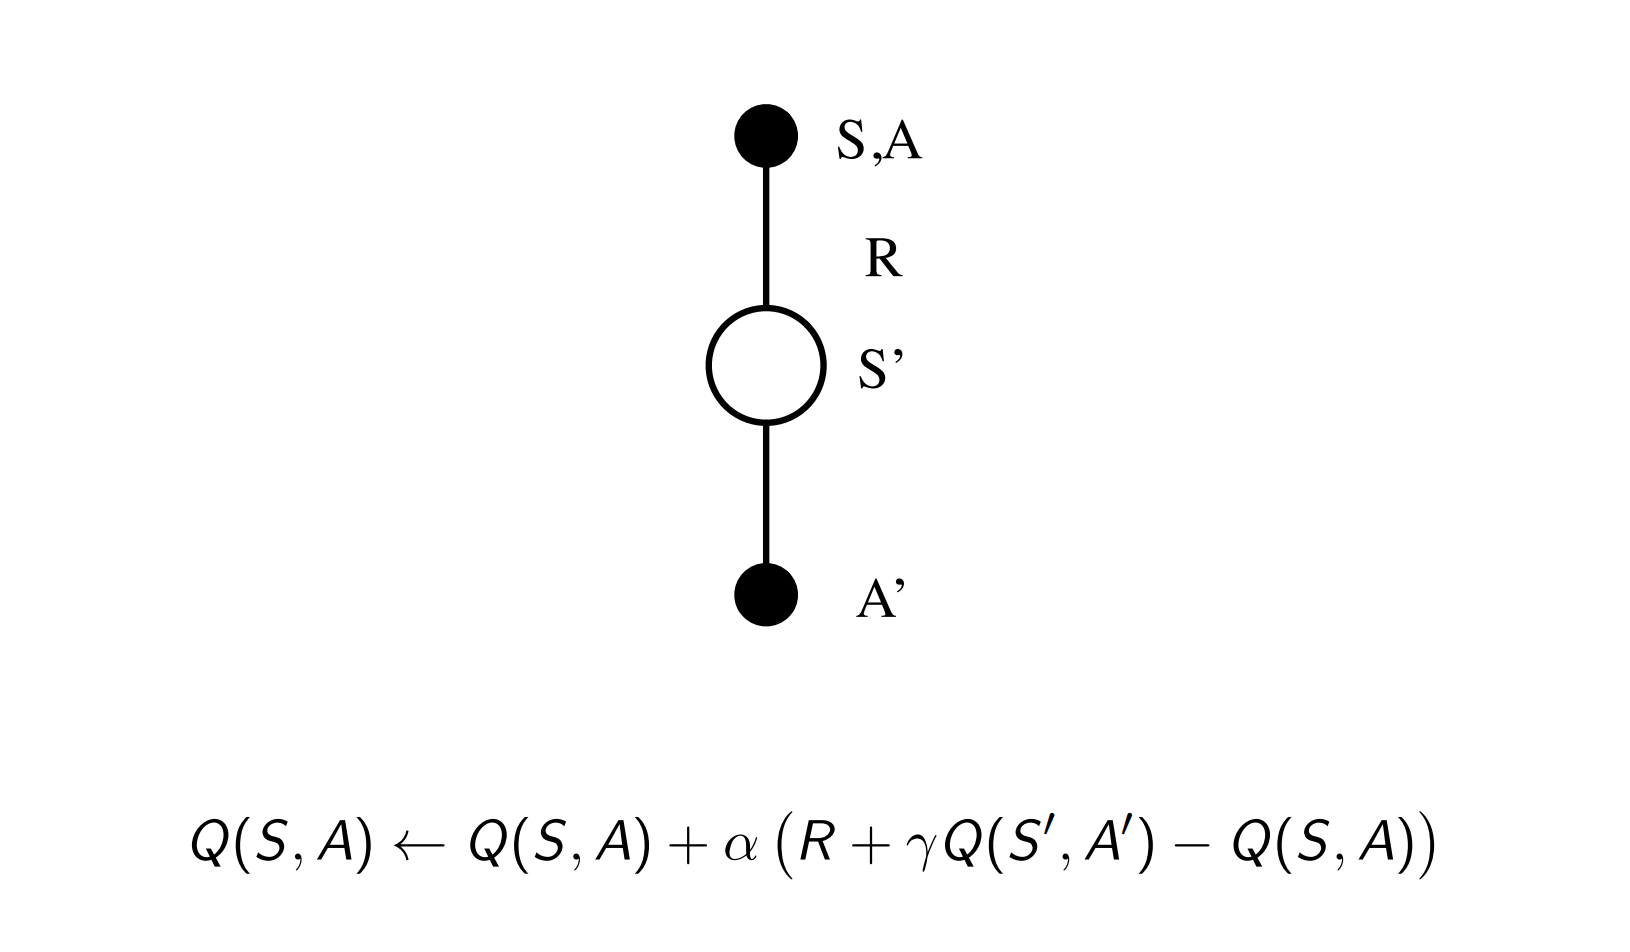 S,A
R
S'
A'
Q(S, A) ← Q(S, A) + α (R + γQ(S′, A′) − Q(S, A))